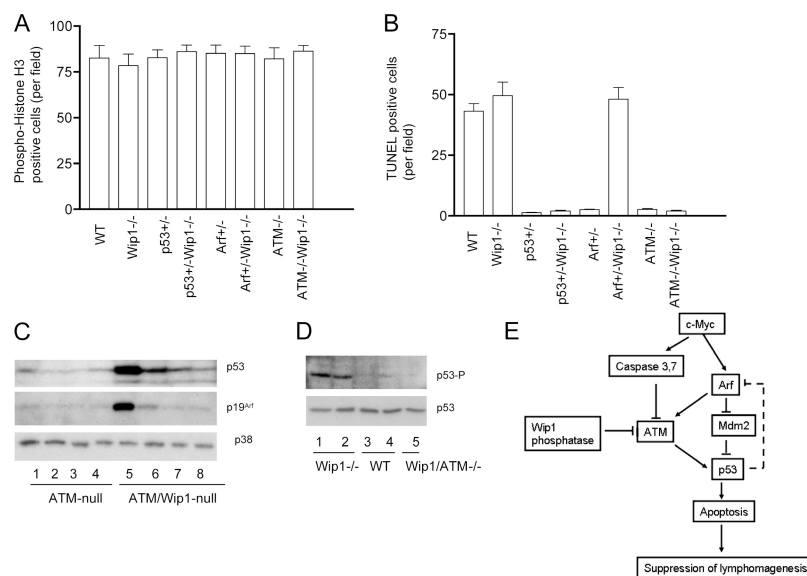 A
Phospho-Histone H3
positive cells (per field)
100
75
50
25
0
WT
Wip1-/-
p53+/-
p53+/-Wip1-/-
Arf+/-
Arf+/-Wip1-/-
ATM-/-
ATM-/-Wip1-/-
B
TUNEL positive cells
(per field)
75
50
25
0
WT
Wip1-/-
p53+/-
p53+/-Wip1-/-
Arf+/-
Arf+/-Wip1-/-
ATM-/-
ATM-/-Wip1-/-
C
p53
p19Arf
p38
1 2 3 4 5 6 7 8
ATM-null ATM/Wip1-null
D
p53-P
p53
1 2 3 4 5
Wip1-/- WT Wip1/ATM-/-
E
c-Myc
Caspase 3,7
Arf
Wip1
phosphatase
ATM
Mdm2
p53
Apoptosis
Suppression of lymphomagenesis